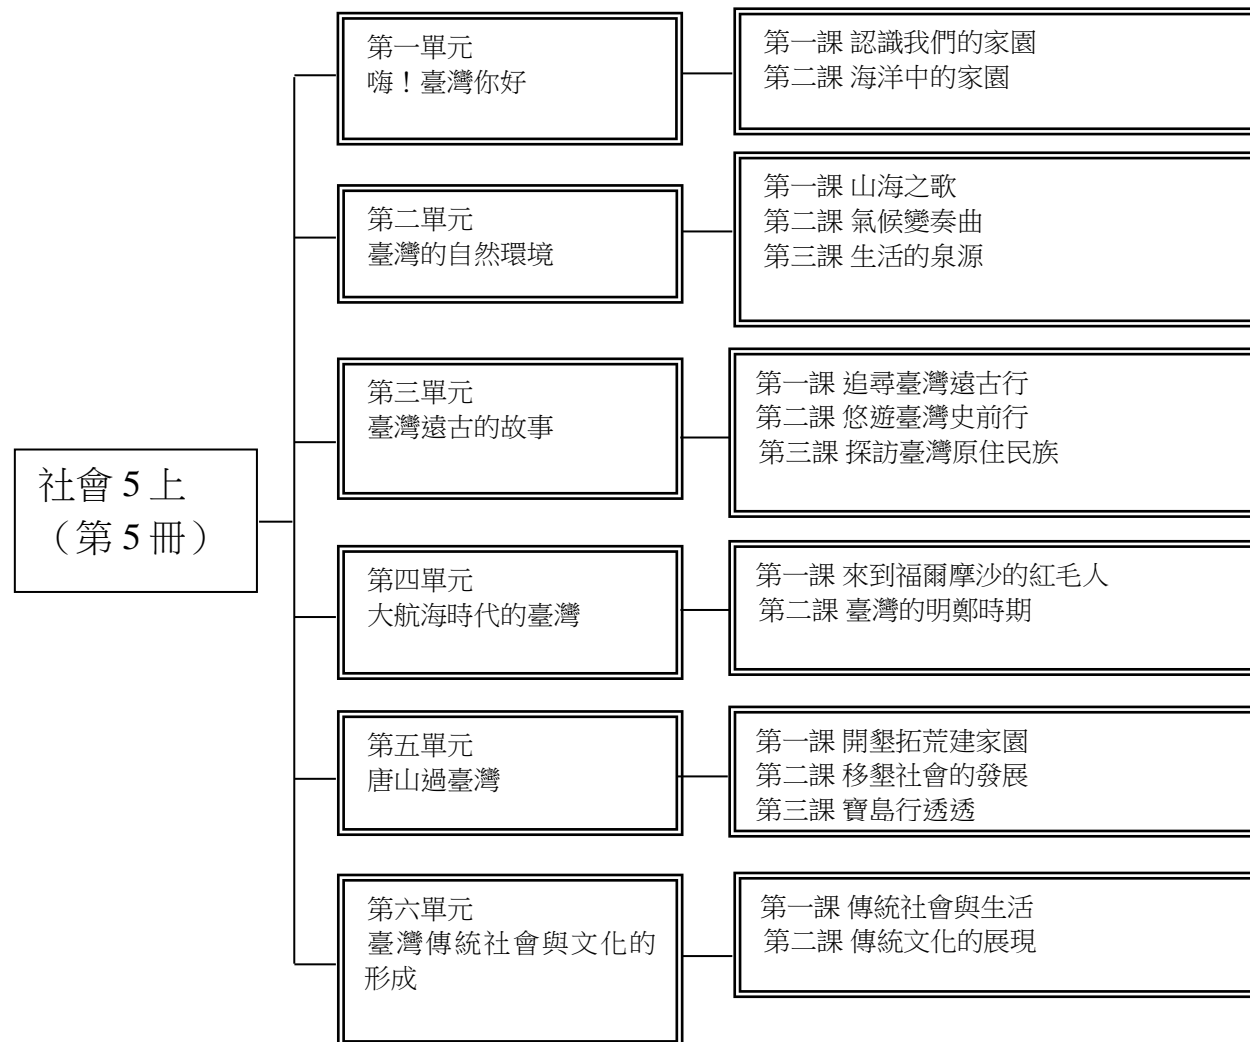 社會 5 上
（第 5 冊）
第一單元
嗨！臺灣你好
第一課 認識我們的家園
第二課 海洋中的家園
第二單元
臺灣的自然環境
第一課 山海之歌
第二課 氣候變奏曲
第三課 生活的泉源
第三單元
臺灣遠古的故事
第一課 追尋臺灣遠古行
第二課 悠遊臺灣史前行
第三課 探訪臺灣原住民族
第四單元
大航海時代的臺灣
第一課 來到福爾摩沙的紅毛人
第二課 臺灣的明鄭時期
第五單元
唐山過臺灣
第一課 開墾拓荒建家園
第二課 移墾社會的發展
第三課 寶島行透透
第六單元
臺灣傳統社會與文化的
形成
第一課 傳統社會與生活
第二課 傳統文化的展現